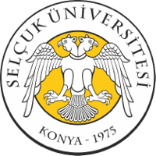 SELÇUK ÜNİVERSİTESİ
KONYA - 1975